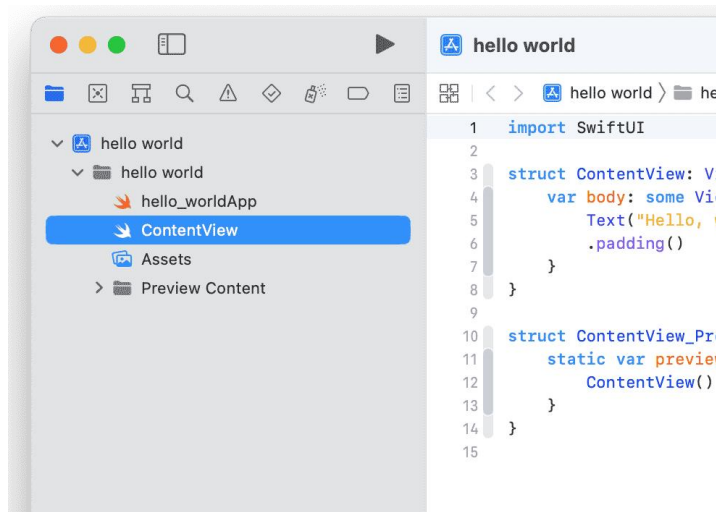 hello world
hello world
hello world
hello_worldApp
ContentView
Assets
Preview Content
hello world
1 import SwiftUI
2
3 struct ContentView:
4 var body: some
5 Text("Hello,
6 .padding()
7 }
8 }
9
10 struct
11 static var
12 ContentView()
13 }
14 }
15